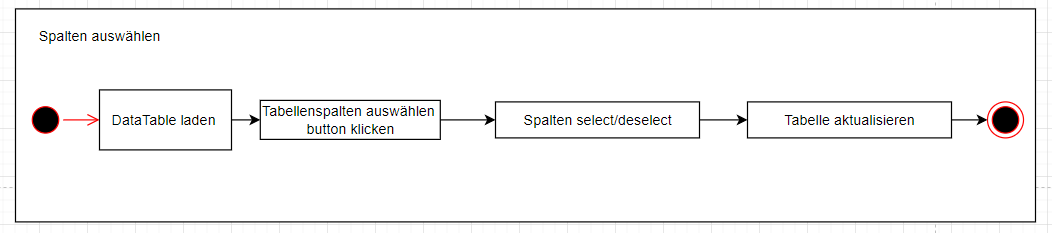 Spalten auswählen
DataTable laden
Tabellenspalten auswählen
button klicken
Spalten select/deselect
Tabelle aktualisieren